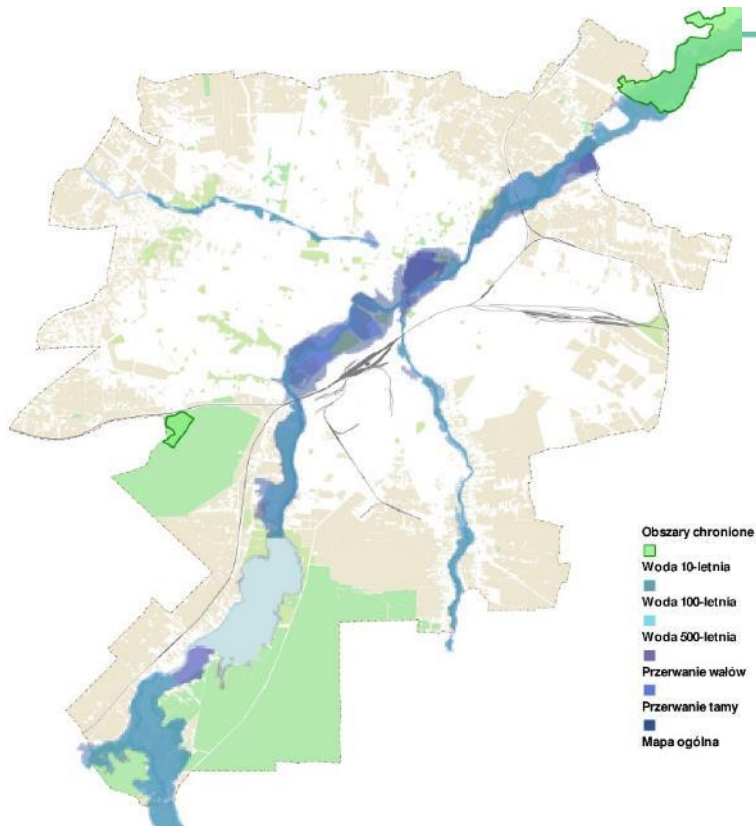 Obszary chronione
Woda 10-letnia
Woda 100-letnia
Woda 500-letnia
Przerwanie wałów
Przerwanie tamy
Mapa ogólna